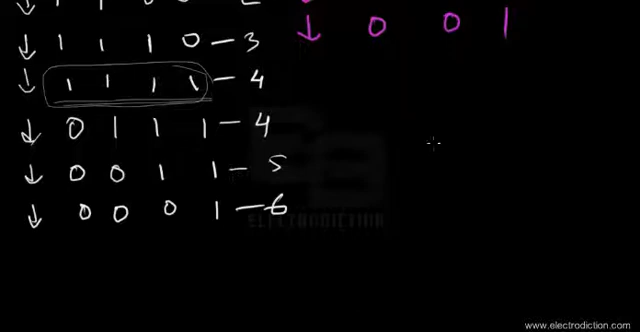 ↓ 0 0 1
↓ 1 1 1 0 - 3
↓ 1 1 1 1 - 4
↓ 0 1 1 1 - 4
↓ 0 0 1 1 - 5
↓ 0 0 0 1 - 6
ELECTRODICTION
www.electrodiction.com